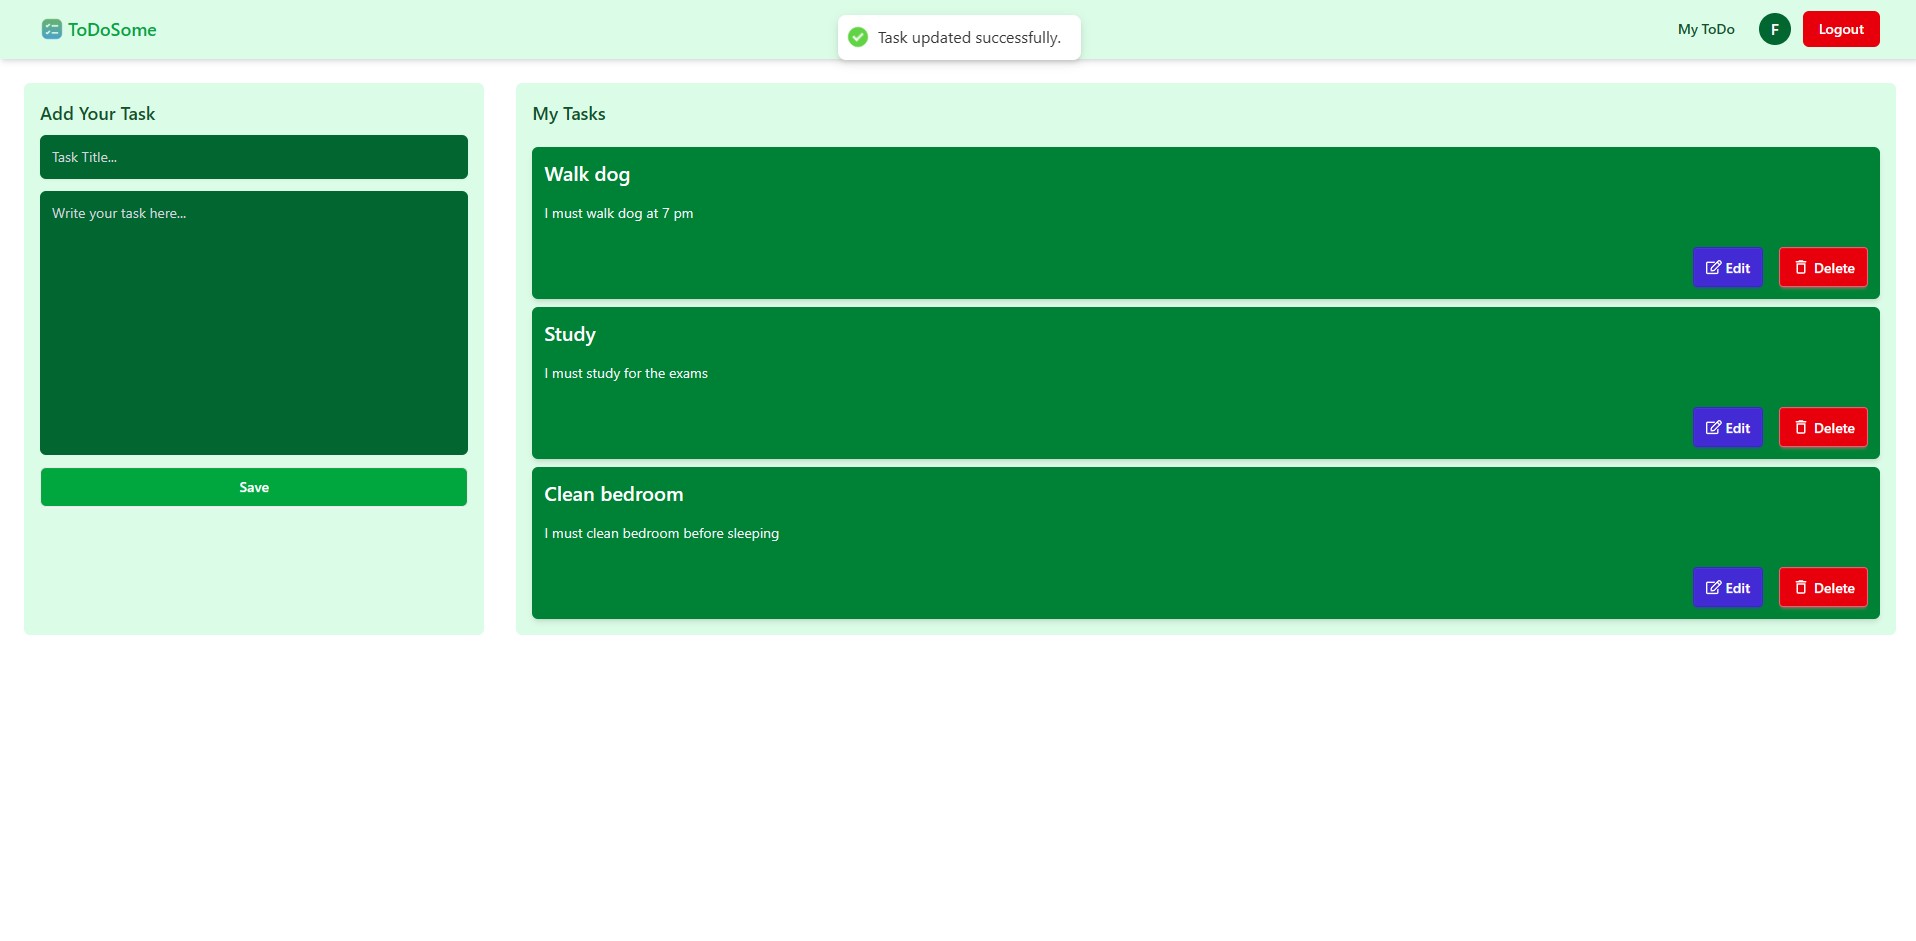 ToDoSome
Task updated successfully.
My ToDo
F
Logout
Add Your Task
Task Title...
Write your task here...
Save
My Tasks
Walk dog
I must walk dog at 7 pm
Edit
Delete
Study
I must study for the exams
Edit
Delete
Clean bedroom
I must clean bedroom before sleeping
Edit
Delete